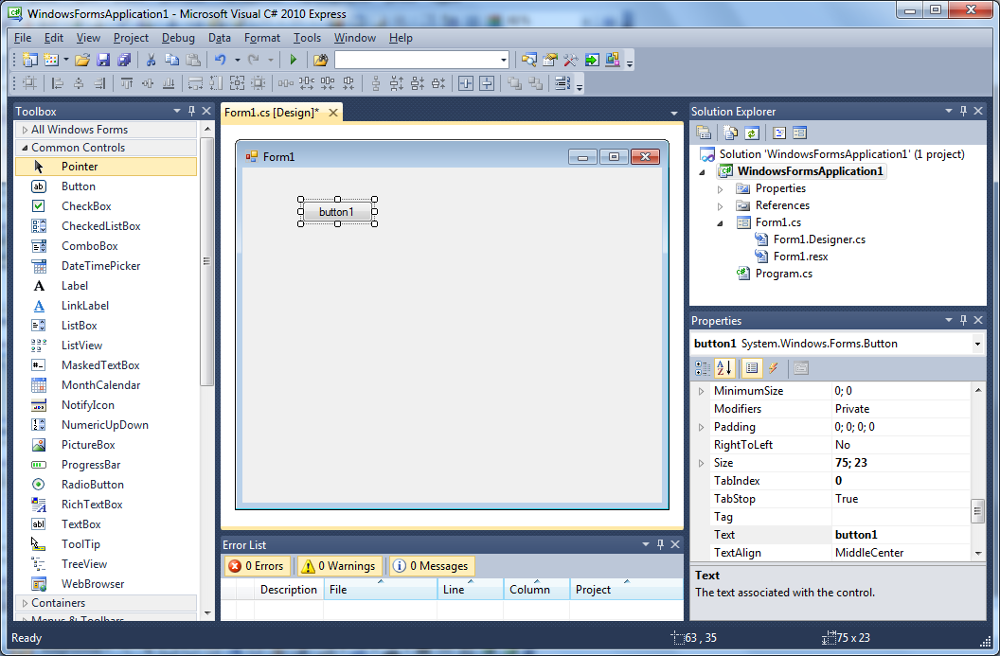 WindowsFormsApplication1 - Microsoft Visual C# 2010 Express
File Edit View Project Debug Data Format Tools Window Help
Toolbox
All Windows Forms
Common Controls
Pointer
ab Button
CheckBox
CheckedListBox
ComboBox
DateTimePicker
A Label
A LinkLabel
ListBox
ListView
#_ MaskedTextBox
MonthCalendar
NotifyIcon
NumericUpDown
PictureBox
ProgressBar
RadioButton
RichTextBox
abl TextBox
ToolTip
TreeView
WebBrowser
Containers
Menus & Toolbars
Form1.cs [Design]*
Form1
button1
Error List
0 Errors 0 Warnings 0 Messages
Description File Line Column Project
Solution Explorer
Solution 'WindowsFormsApplication1' (1 project)
WindowsFormsApplication1
Properties
References
Form1.cs
Form1.Designer.cs
Form1.resx
Program.cs
Properties
button1 System.Windows.Forms.Button
MinimumSize 0; 0
Modifiers Private
Padding 0; 0; 0; 0
RightToLeft No
Size 75; 23
TabIndex 0
TabStop True
Tag
Text button1
TextAlign MiddleCenter
Text
The text associated with the control.
Ready 63 , 35 75 x 23